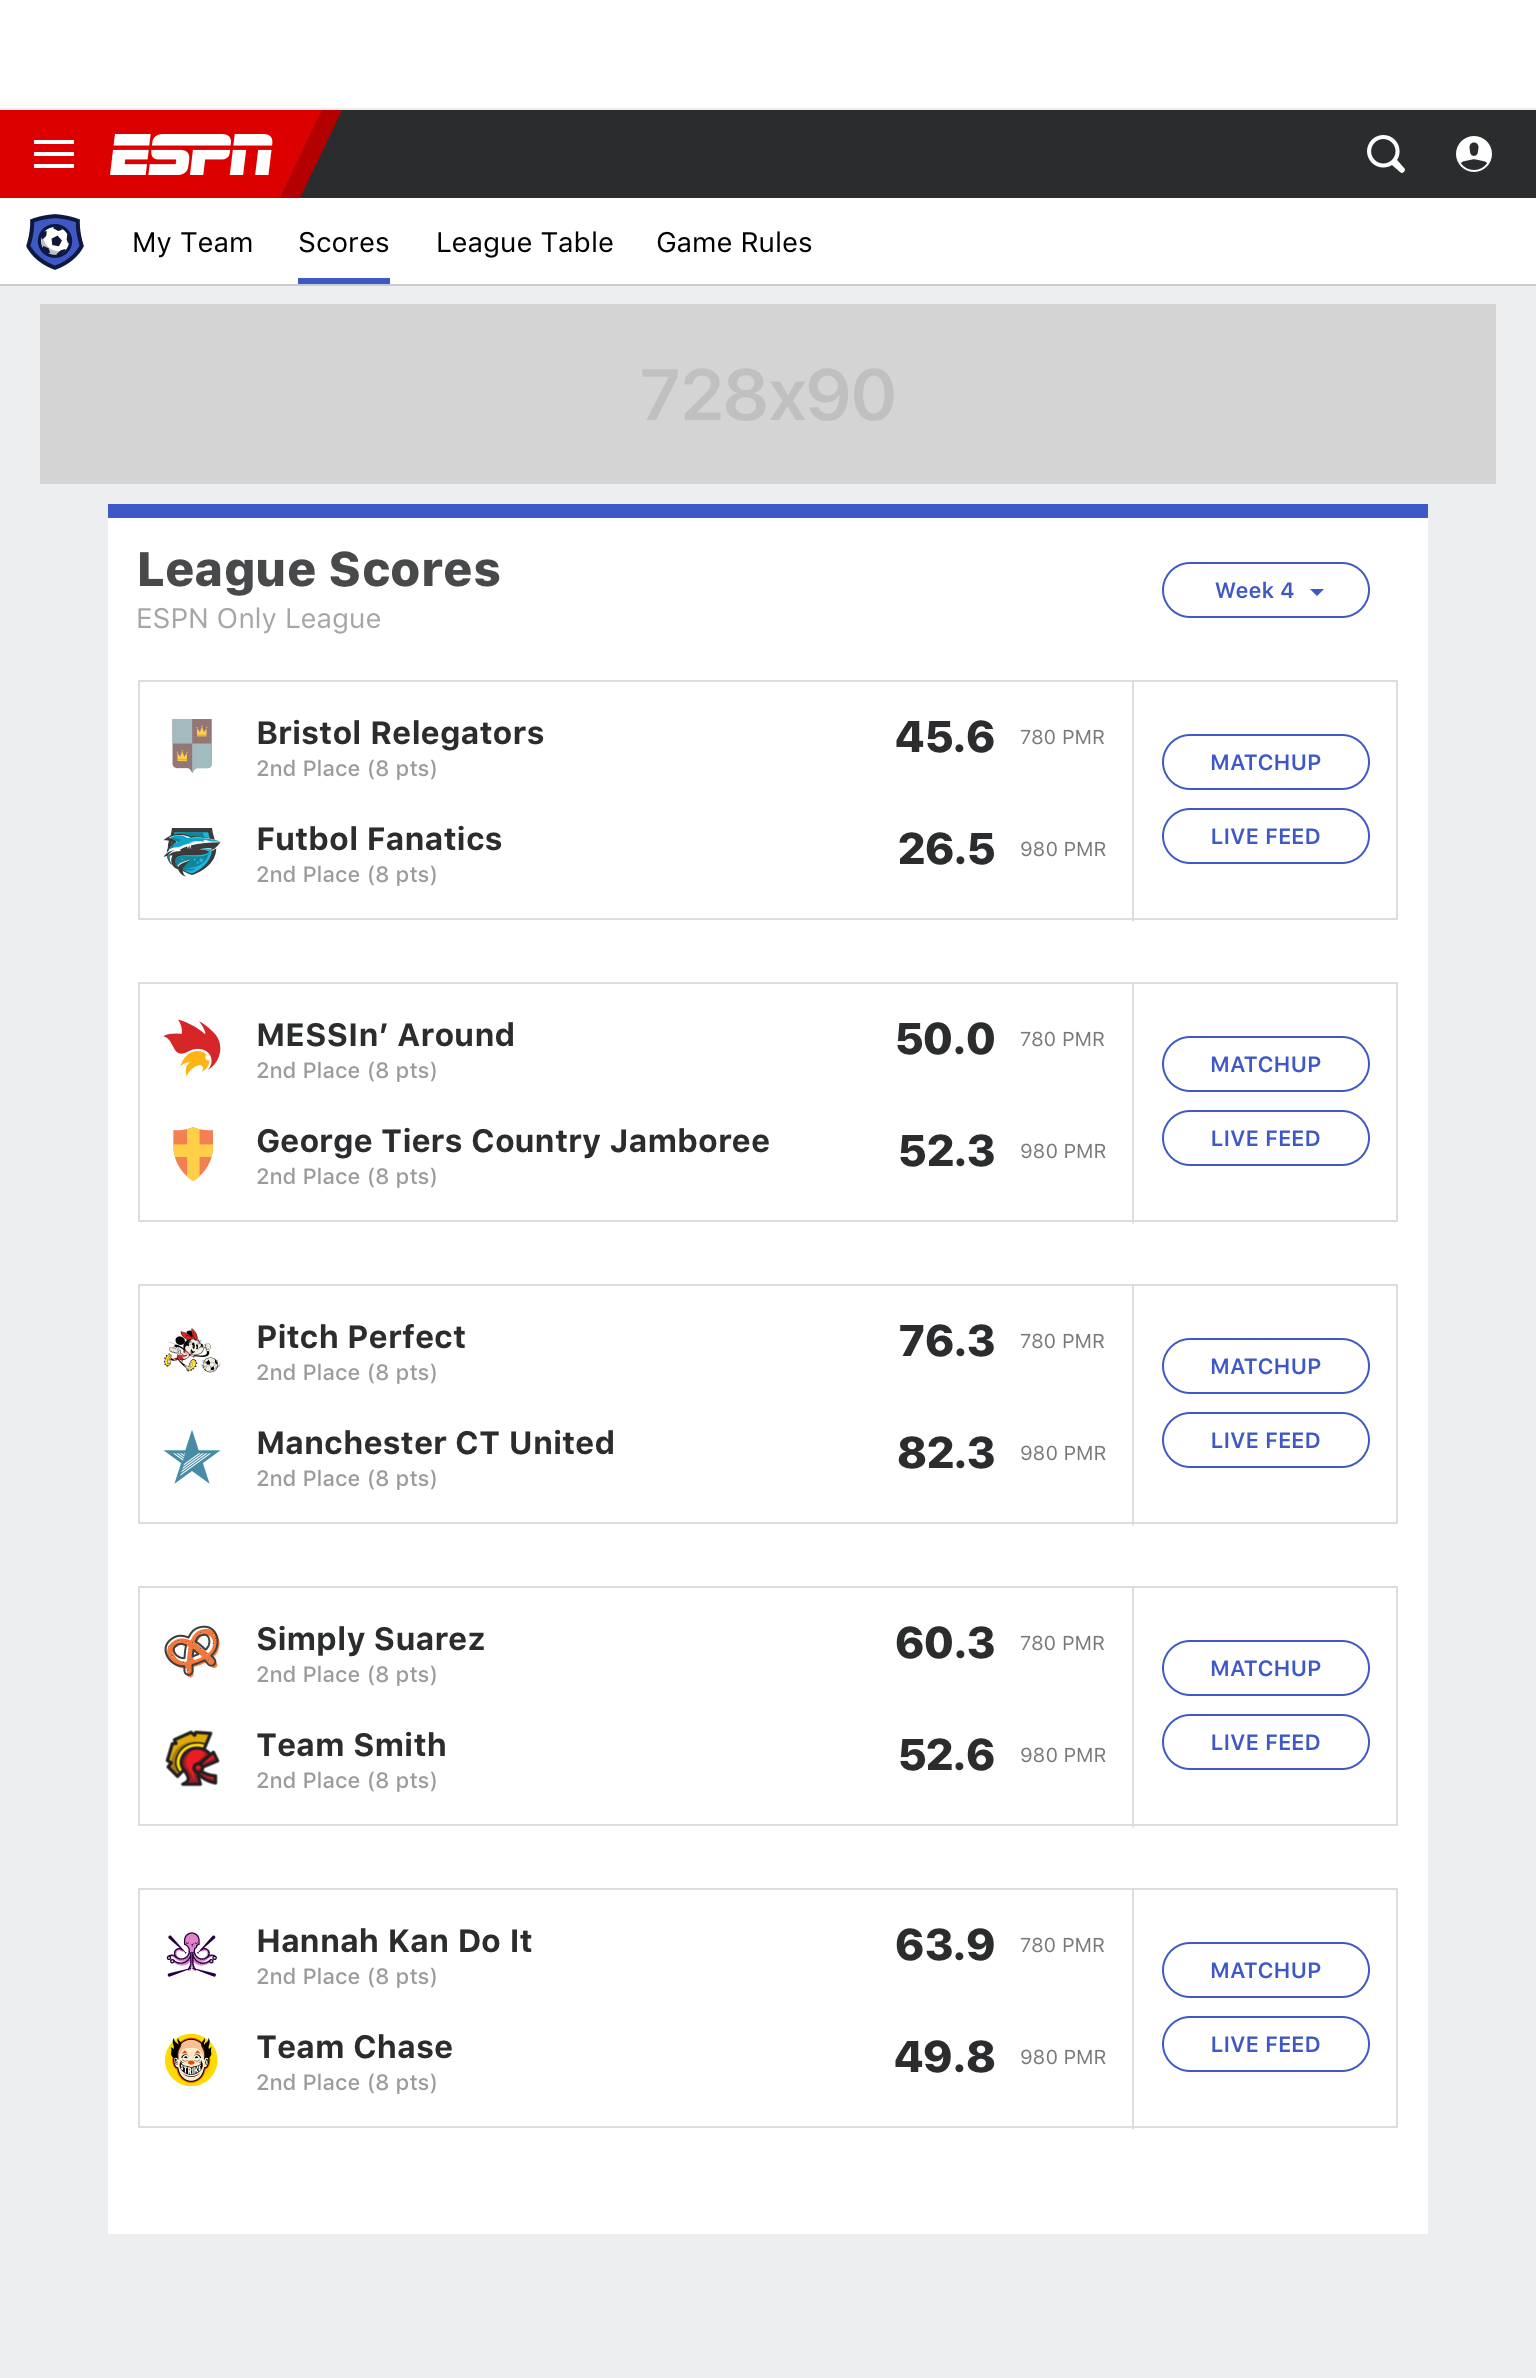 ESPN
My Team Scores League Table Game Rules
728x90
League Scores
ESPN Only League
Week 4
Bristol Relegators
2nd Place (8 pts)
45.6 780 PMR
Futbol Fanatics
2nd Place (8 pts)
26.5 980 PMR
MATCHUP
LIVE FEED
MESSIn’ Around
2nd Place (8 pts)
50.0 780 PMR
George Tiers Country Jamboree
2nd Place (8 pts)
52.3 980 PMR
MATCHUP
LIVE FEED
Pitch Perfect
2nd Place (8 pts)
76.3 780 PMR
Manchester CT United
2nd Place (8 pts)
82.3 980 PMR
MATCHUP
LIVE FEED
Simply Suarez
2nd Place (8 pts)
60.3 780 PMR
Team Smith
2nd Place (8 pts)
52.6 980 PMR
MATCHUP
LIVE FEED
Hannah Kan Do It
2nd Place (8 pts)
63.9 780 PMR
Team Chase
2nd Place (8 pts)
49.8 980 PMR
MATCHUP
LIVE FEED